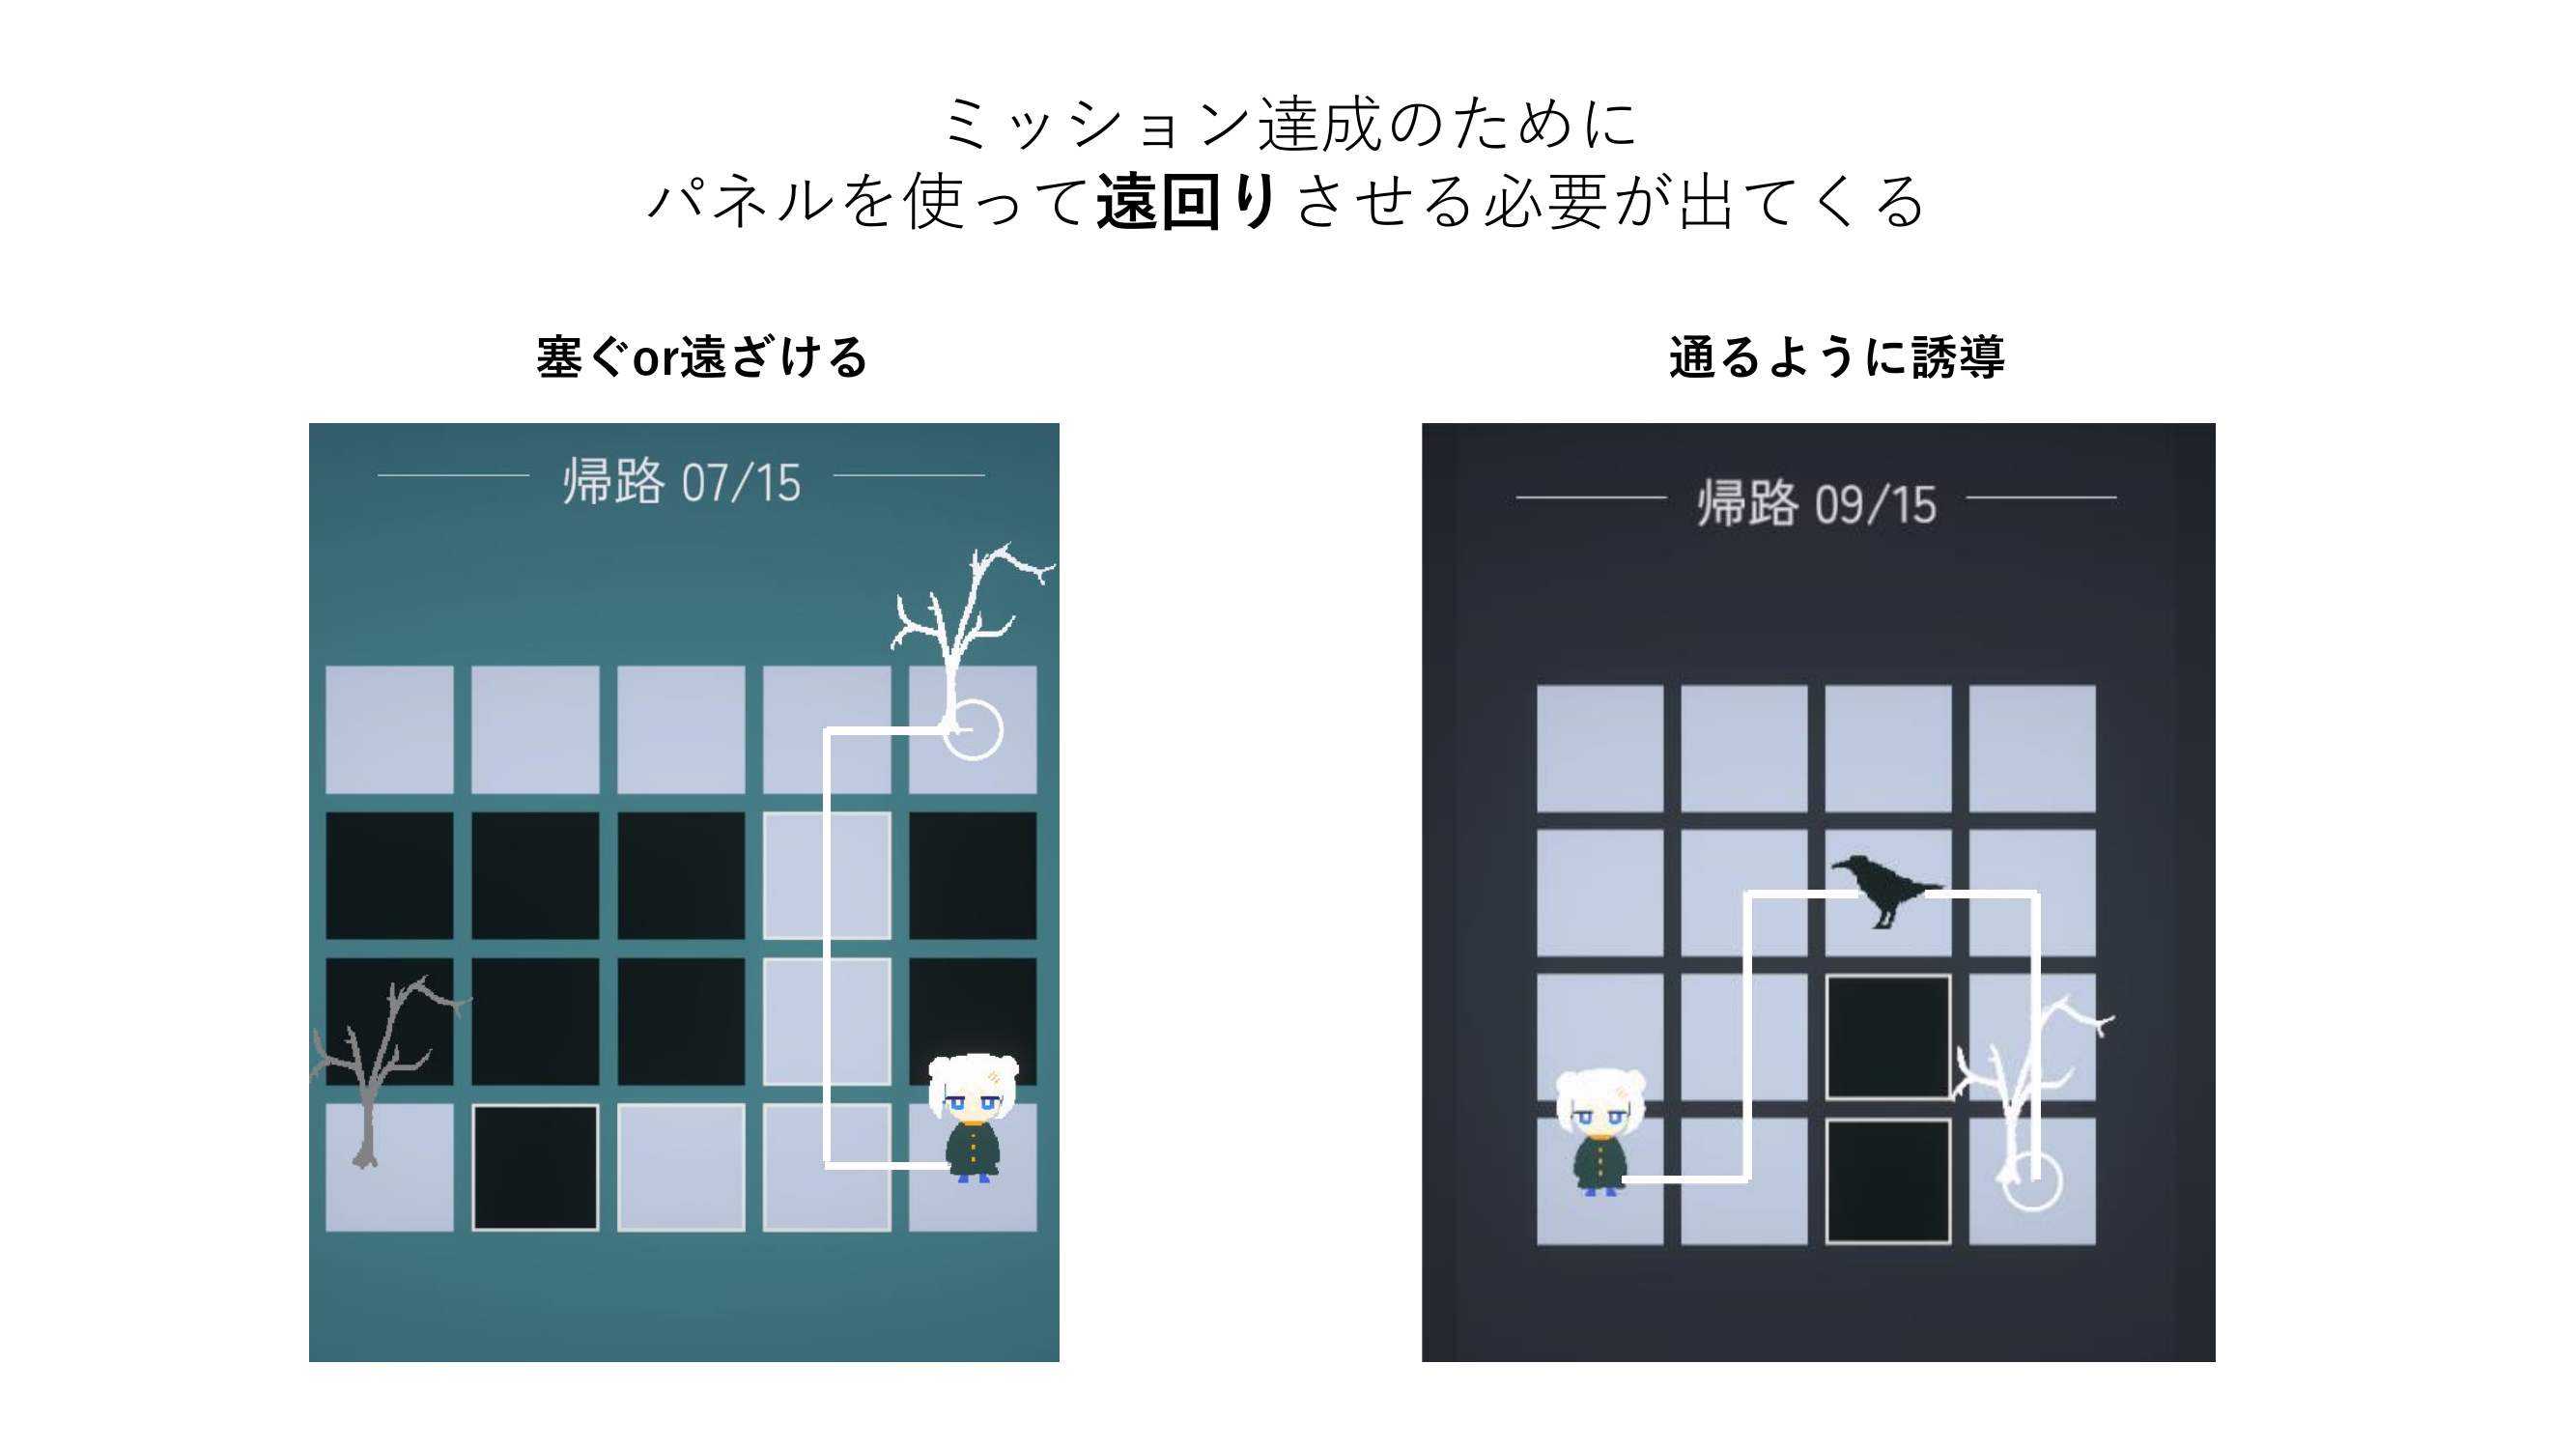 ミッション達成のために
パネルを使って遠回りさせる必要が出てくる
塞ぐor遠ざける
通るように誘導
帰路 07/15
帰路 09/15